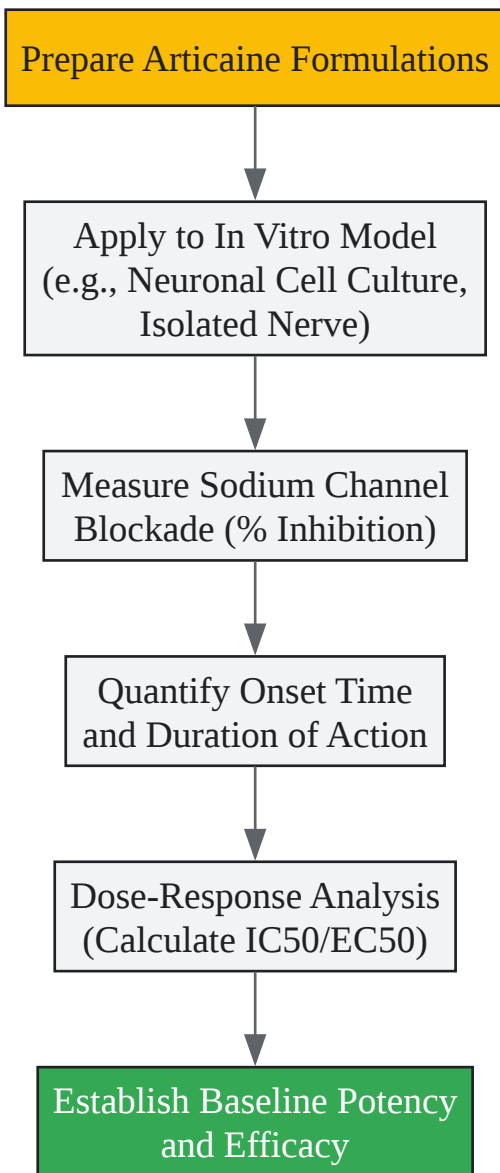 Prepare Articaine Formulations
Apply to In Vitro Model
(e.g., Neuronal Cell Culture,
Isolated Nerve)
Measure Sodium Channel
Blockade (% Inhibition)
Quantify Onset Time
and Duration of Action
Dose-Response Analysis
(Calculate IC50/EC50)
Establish Baseline Potency
and Efficacy